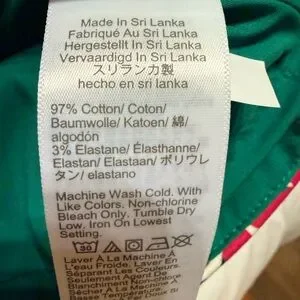 Made In Sri Lanka
Fabriqué Au Sri Lanka
Hergestellt In Sri Lanka
Vervaardigd In Sri Lanka
スリランカ製
hecho en sri lanka
97% Cotton/ Coton/
Baumwolle/ Katoen/ 綿/
algodón
3% Elastane/ Élasthanne/
Elastan/ Elastaan/ ポリウレ
タン/ elastano
Machine Wash Cold. With
Like Colors. Non-chlorine
Bleach Only. Tumble Dry
Low. Iron On Lowest
Setting.
Laver À La Machine À
L'eau Froide. Laver En
Séparant Les Couleurs